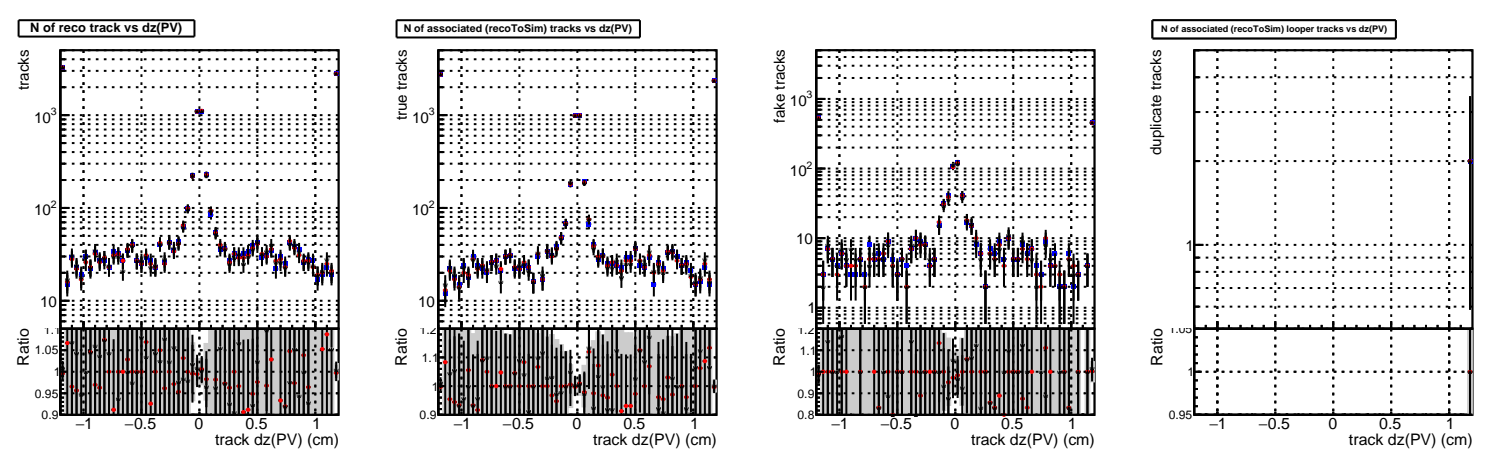 N of reco track vs dz(PV)
tracks
10³
10²
10
Ratio
1.1
1.05
1
0.95
0.9
−1 −0.5 0 0.5 1
track dz(PV) (cm)
N of associated (recoToSim) tracks vs dz(PV)
true tracks
10³
10²
10
Ratio
1.2
1.1
1
0.9
−1 −0.5 0 0.5 1
track dz(PV) (cm)
fake tracks
10³
10²
10
1
Ratio
1.2
1.1
1
0.9
0.8
−1 −0.5 0 0.5 1
track dz(PV) (cm)
N of associated (recoToSim) looper tracks vs dz(PV)
duplicate tracks
1
Ratio
1.05
1
0.95
−1 −0.5 0 0.5 1
track dz(PV) (cm)